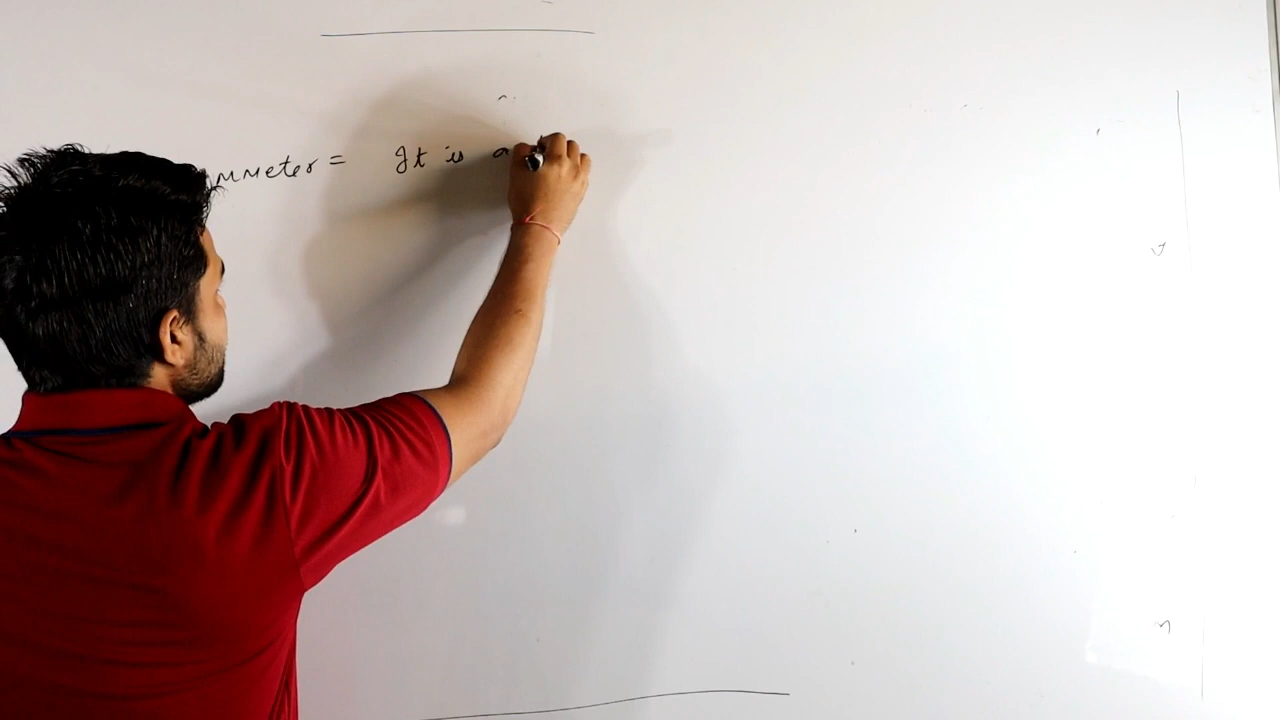 mmeter = It is a